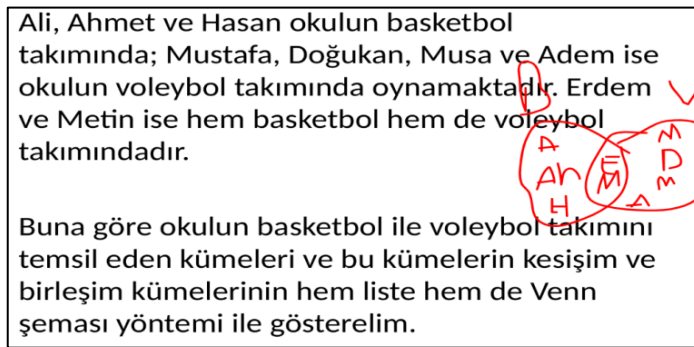 Ali, Ahmet ve Hasan okulun basketbol
takımında; Mustafa, Doğukan, Musa ve Adem ise
okulun voleybol takımında oynamaktadır. Erdem
ve Metin ise hem basketbol hem de voleybol
takımındadır.
B
V
A
Ah
H
E
M
M
D
m
A
Buna göre okulun basketbol ile voleybol takımını
temsil eden kümeleri ve bu kümelerin kesişim ve
birleşim kümelerinin hem liste hem de Venn
şeması yöntemi ile gösterelim.